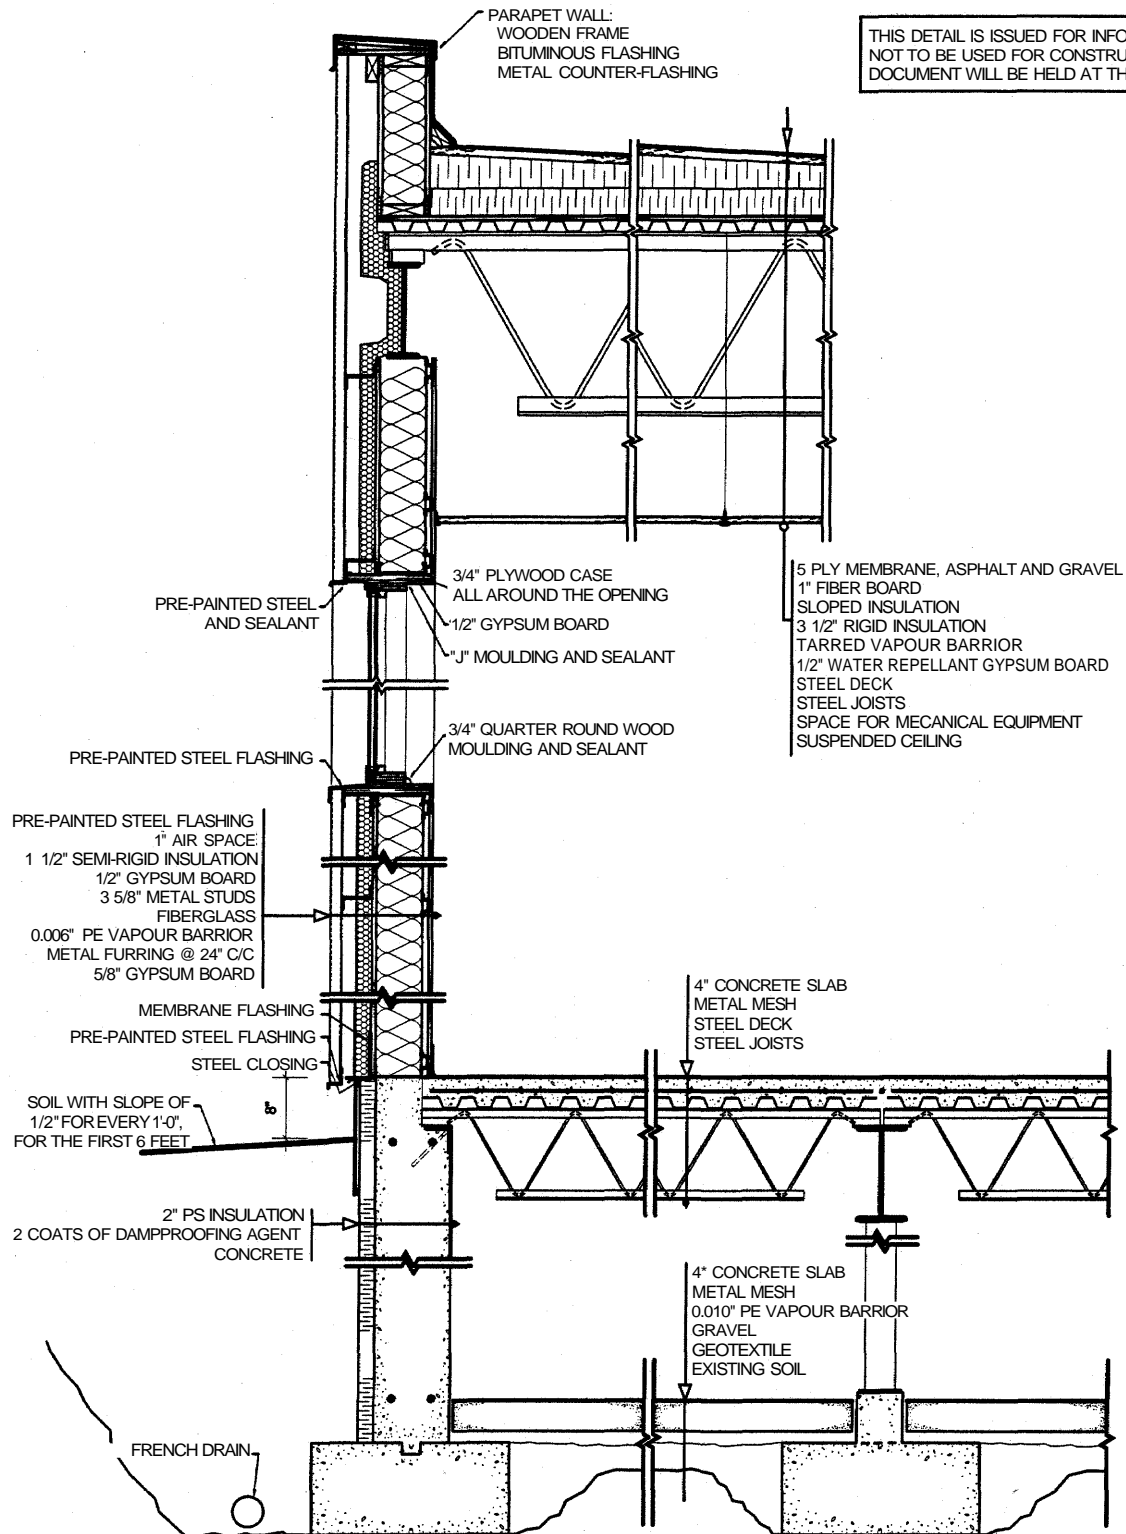 PARAPET WALL:
WOODEN FRAME
BITUMINOUS FLASHING
METAL COUNTER-FLASHING
THIS DETAIL IS ISSUED FOR INFO
NOT TO BE USED FOR CONSTRU
DOCUMENT WILL BE HELD AT TH
3/4" PLYWOOD CASE
ALL AROUND THE OPENING
1/2" GYPSUM BOARD
"J" MOULDING AND SEALANT
PRE-PAINTED STEEL
AND SEALANT
5 PLY MEMBRANE, ASPHALT AND GRAVEL
1" FIBER BOARD
SLOPED INSULATION
3 1/2" RIGID INSULATION
TARRED VAPOUR BARRIOR
1/2" WATER REPELLANT GYPSUM BOARD
STEEL DECK
STEEL JOISTS
SPACE FOR MECANICAL EQUIPMENT
SUSPENDED CEILING
3/4" QUARTER ROUND WOOD
MOULDING AND SEALANT
PRE-PAINTED STEEL FLASHING
PRE-PAINTED STEEL FLASHING
1" AIR SPACE
1 1/2" SEMI-RIGID INSULATION
1/2" GYPSUM BOARD
3 5/8" METAL STUDS
FIBERGLASS
0.006" PE VAPOUR BARRIOR
METAL FURRING @ 24" C/C
5/8" GYPSUM BOARD
MEMBRANE FLASHING
PRE-PAINTED STEEL FLASHING
STEEL CLOSING
4" CONCRETE SLAB
METAL MESH
STEEL DECK
STEEL JOISTS
8"
SOIL WITH SLOPE OF
1/2" FOR EVERY 1'-0",
FOR THE FIRST 6 FEET
2" PS INSULATION
2 COATS OF DAMPPROOFING AGENT
CONCRETE
4* CONCRETE SLAB
METAL MESH
0.010" PE VAPOUR BARRIOR
GRAVEL
GEOTEXTILE
EXISTING SOIL
FRENCH DRAIN